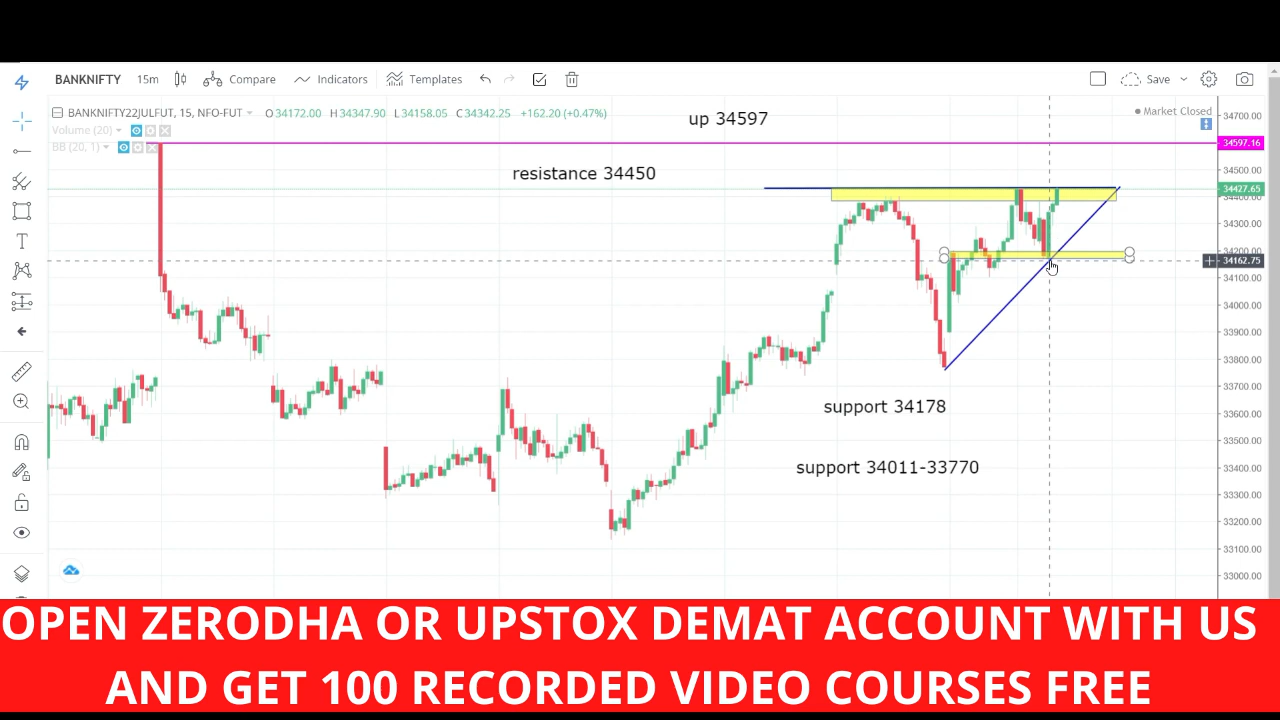 BANKNIFTY 15m Compare Indicators Templates Save
BANKNIFTY22JULFUT, 15, NFO-FUT O34172.00 H34347.90 L34158.05 C34342.25 +162.20 (+0.47%)
Market Closed
Volume (20)
BB (20, 1)
up 34597
resistance 34450
support 34178
support 34011-33770
34700.00
34597.16
34500.00
34427.65
34400.00
34300.00
34200.00
34162.75
34100.00
34000.00
33900.00
33800.00
33700.00
33600.00
33500.00
33400.00
33300.00
33200.00
33100.00
33000.00
OPEN ZERODHA OR UPSTOX DEMAT ACCOUNT WITH US
AND GET 100 RECORDED VIDEO COURSES FREE